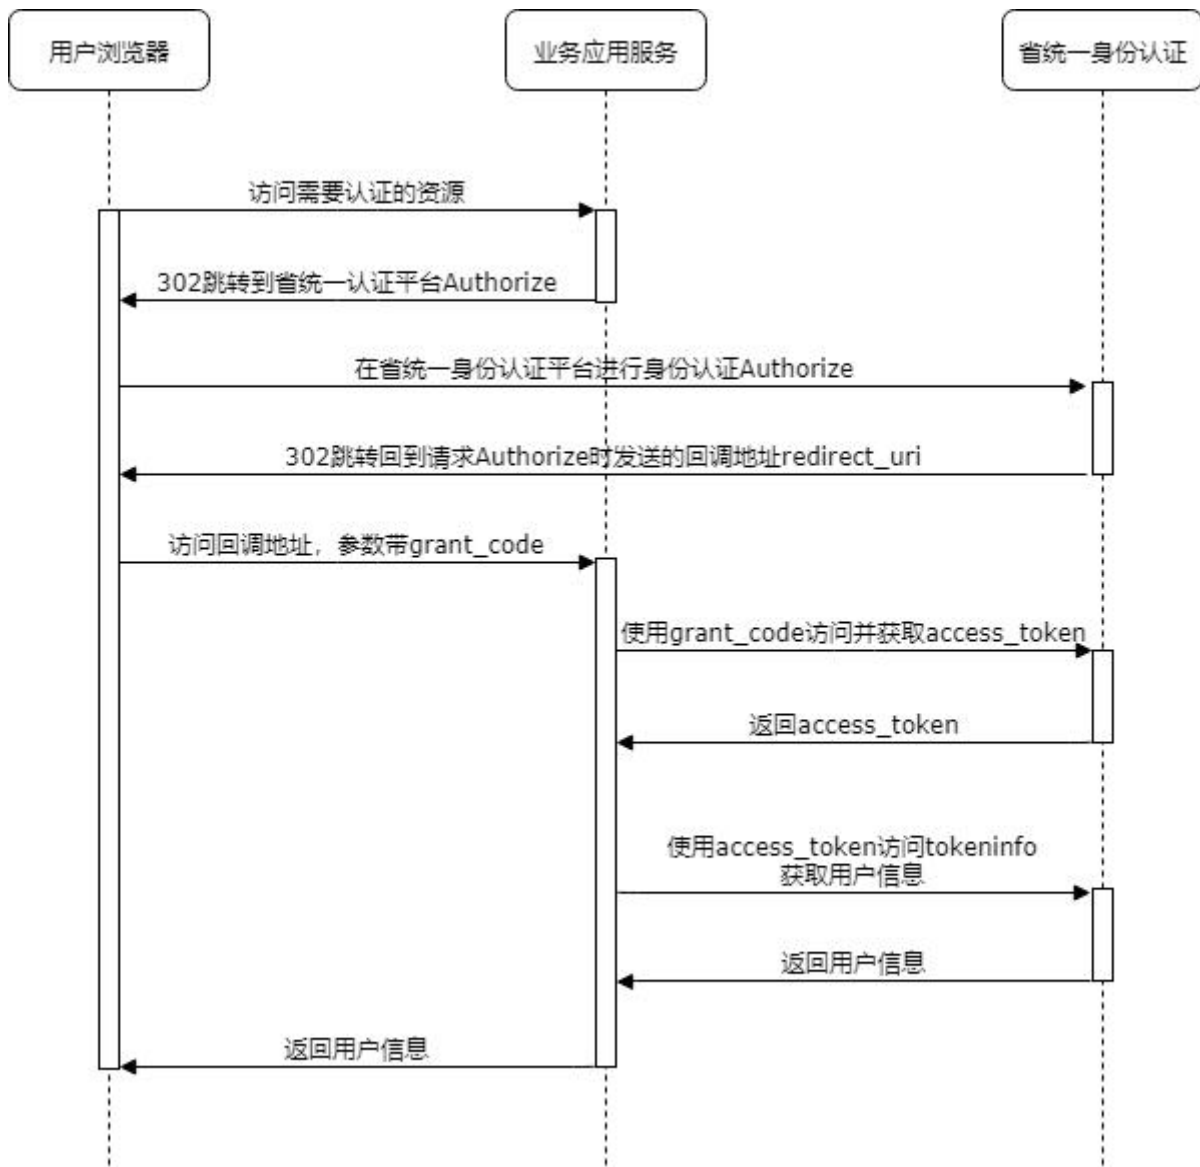 用户浏览器
业务应用服务
省统一身份认证
访问需要认证的资源
302跳转到省统一认证平台Authorize
在省统一身份认证平台进行身份认证Authorize
302跳转回到请求Authorize时发送的回调地址redirect_uri
访问回调地址，参数带grant_code
使用grant_code访问并获取access_token
返回access_token
使用access_token访问tokeninfo
获取用户信息
返回用户信息
返回用户信息